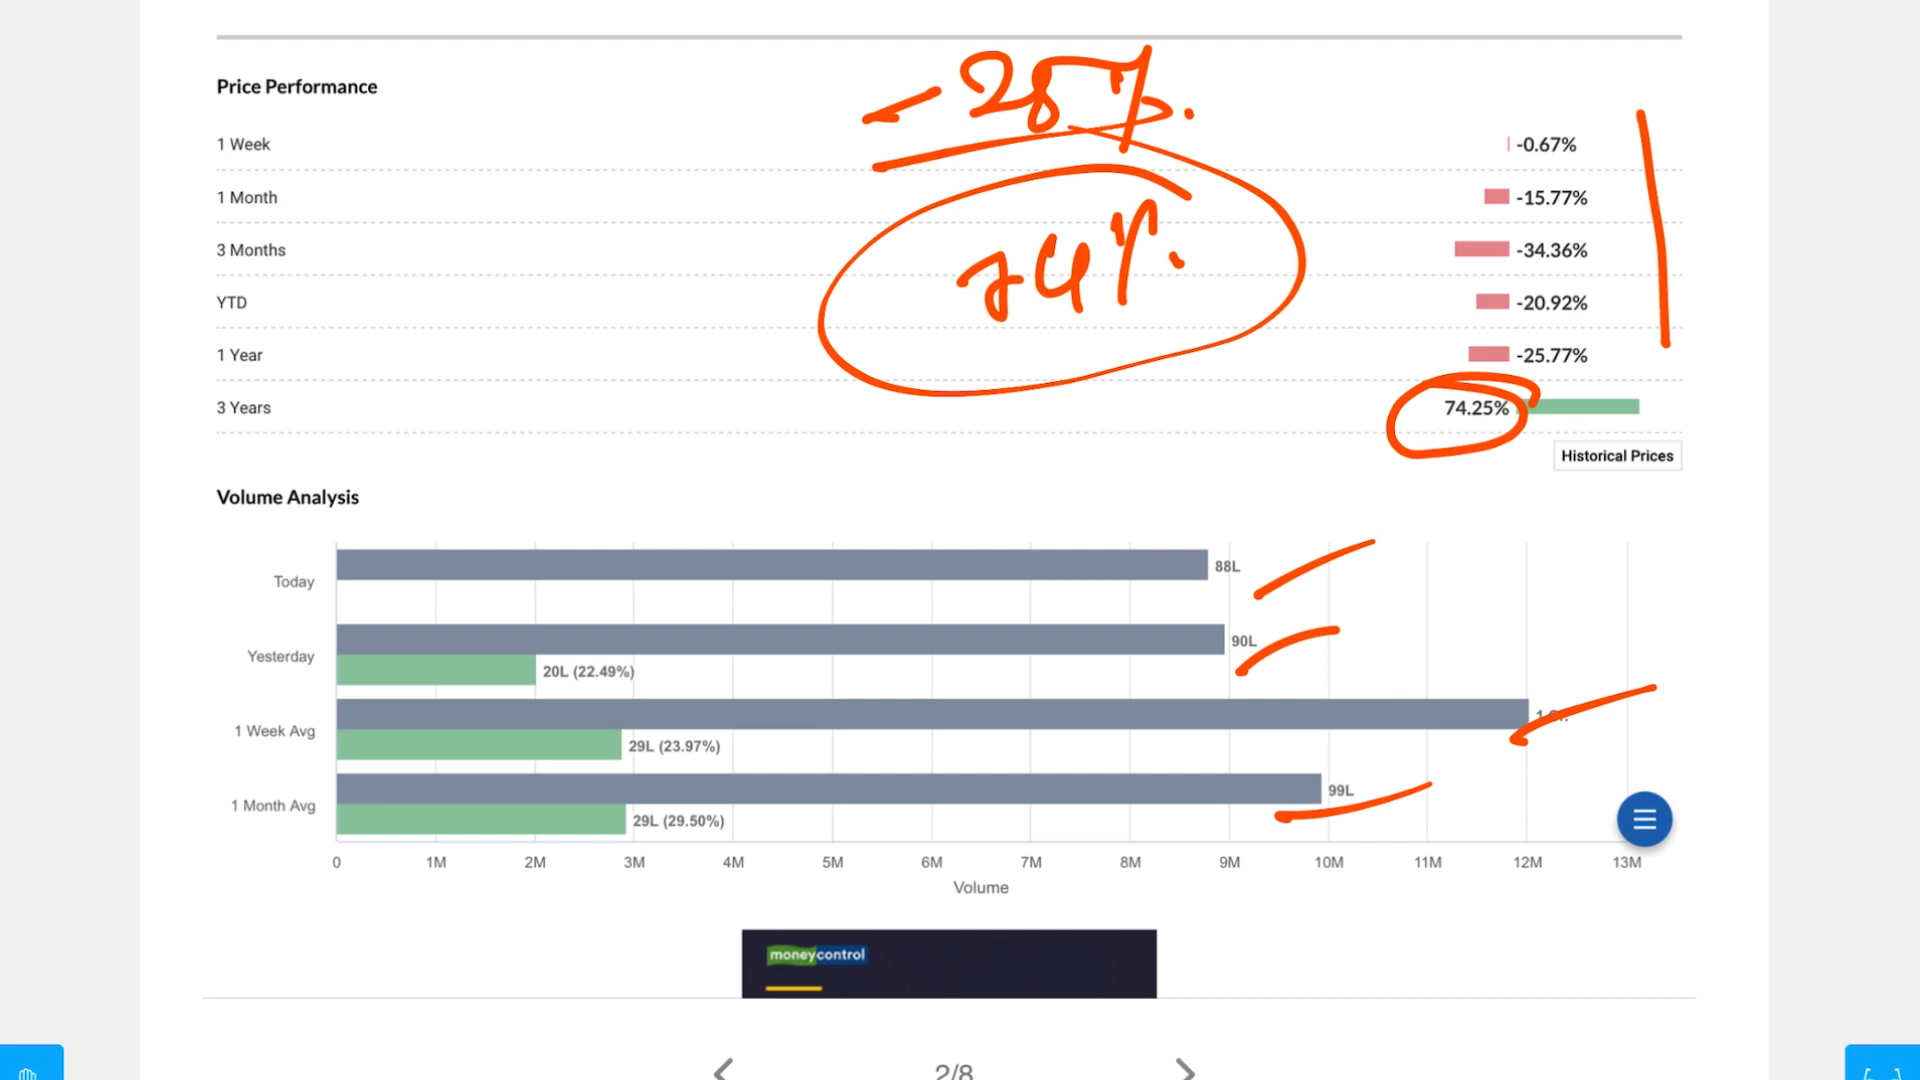 Price Performance
-28%.
1 Week -0.67%
1 Month -15.77%
74%.
3 Months -34.36%
YTD -20.92%
1 Year -25.77%
3 Years 74.25%
Historical Prices
Volume Analysis
Today 88L
Yesterday 90L
20L (22.49%)
1 Week Avg
29L (23.97%)
1 Month Avg 99L
29L (29.50%)
0 1M 2M 3M 4M 5M 6M 7M 8M 9M 10M 11M 12M 13M
Volume
moneycontrol
2/8